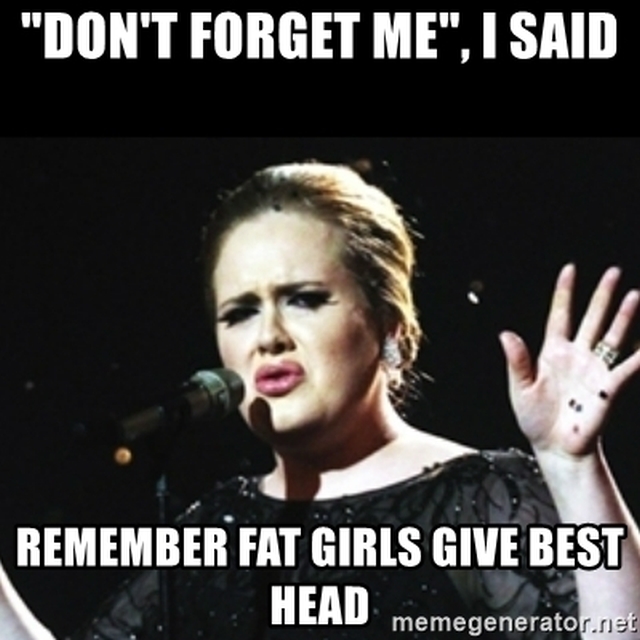 "DON'T FORGET ME", I SAID
REMEMBER FAT GIRLS GIVE BEST
HEAD
memegenerator.net